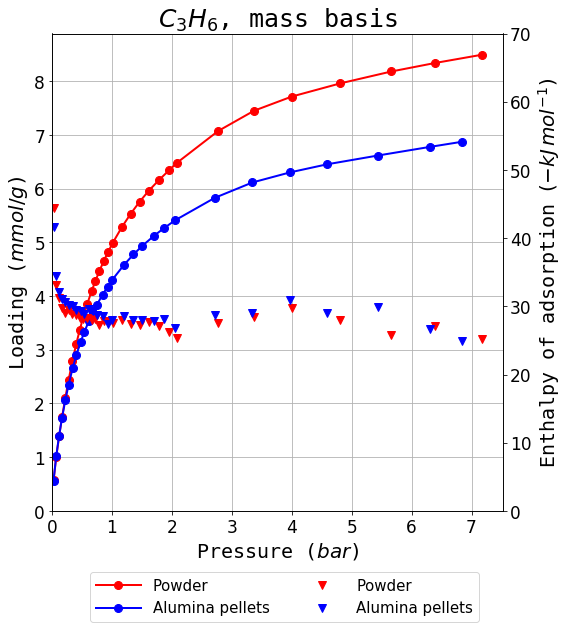 C₃H₆, mass basis
Loading (mmol/g)
8
7
6
5
4
3
2
1
0
70
60
50
40
30
20
10
0
Enthalpy of adsorption (−kJ mol⁻¹)
0 1 2 3 4 5 6 7
Pressure (bar)
Powder Powder
Alumina pellets Alumina pellets